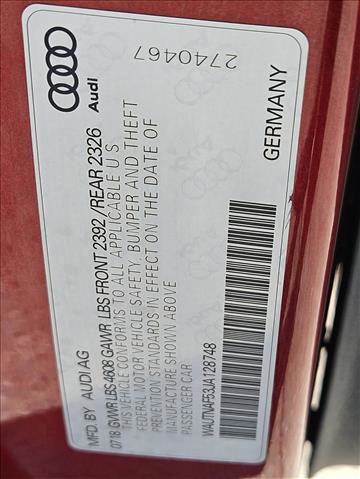 Audi
2740467
MFD. BY AUDI AG
07/18 GVWR LBS 4608 GAWR LBS FRONT 2392/REAR 2326
THIS VEHICLE CONFORMS TO ALL APPLICABLE U S
FEDERAL MOTOR VEHICLE SAFETY, BUMPER AND THEFT
PREVENTION STANDARDS IN EFFECT ON THE DATE OF
MANUFACTURE SHOWN ABOVE
PASSENGER CAR
WAUTNAF53JA128748
GERMANY